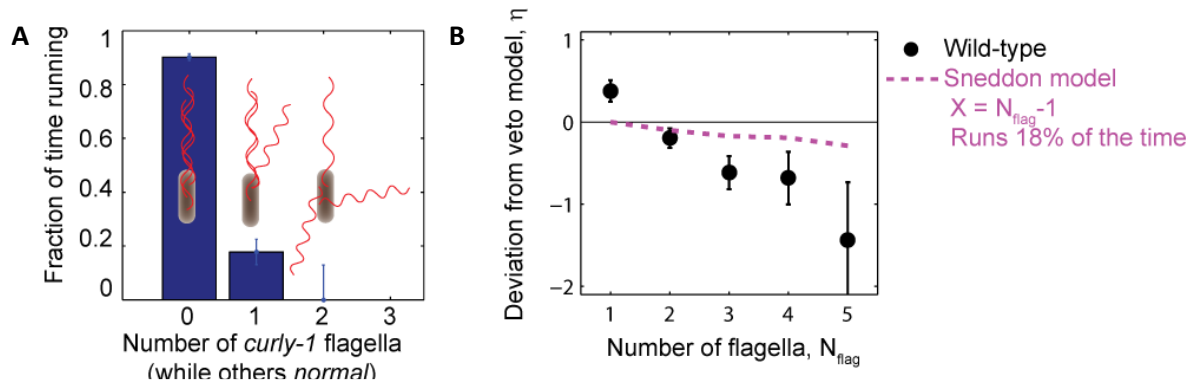 A
Fraction of time running
1
0.8
0.6
0.4
0.2
0
0 1 2 3
Number of curly-1 flagella
(while others normal)
B
Deviation from veto model, η
1
0
-1
-2
1 2 3 4 5
Number of flagella, N_flag
Wild-type
Sneddon model
X = N_flag-1
Runs 18% of the time